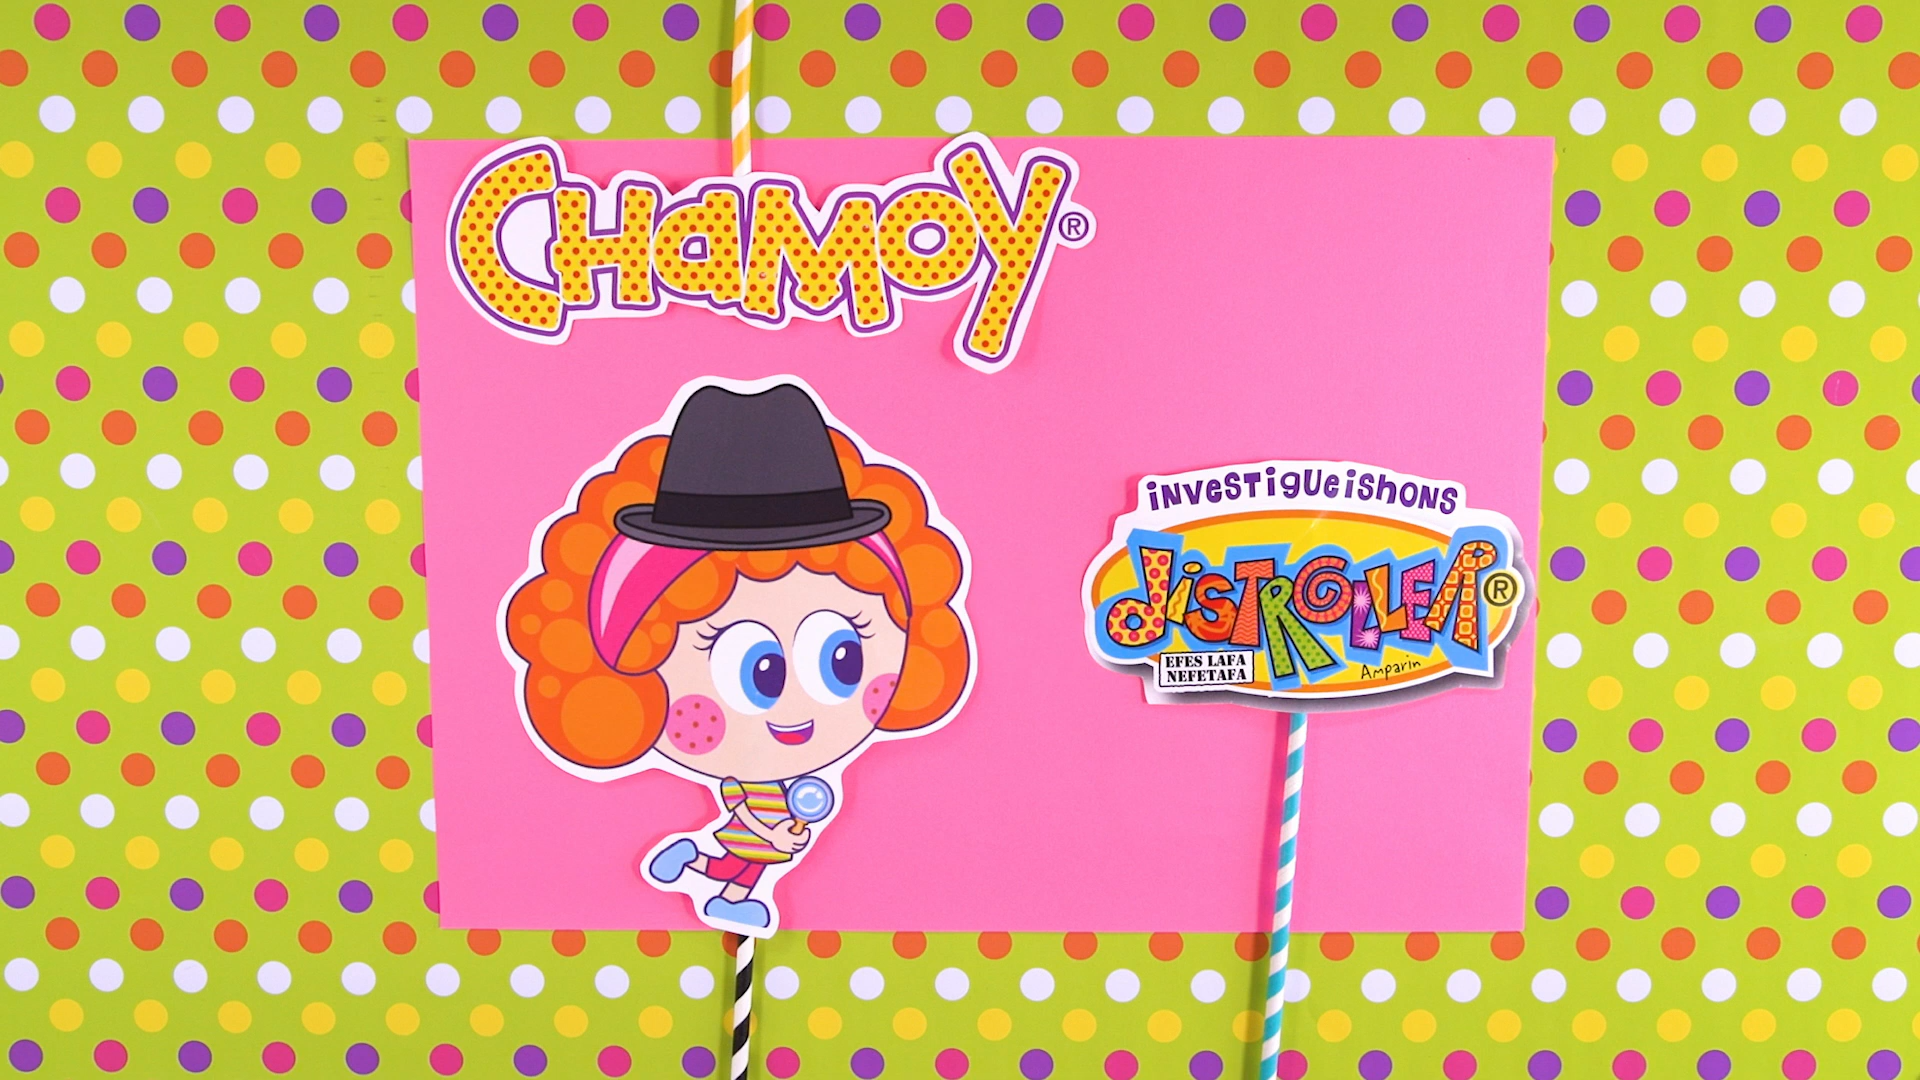 CHaMOY®
iNveSTigUeiShONS
diSTROLLER®
EFES LAFA
NEFETAFA
Amparin